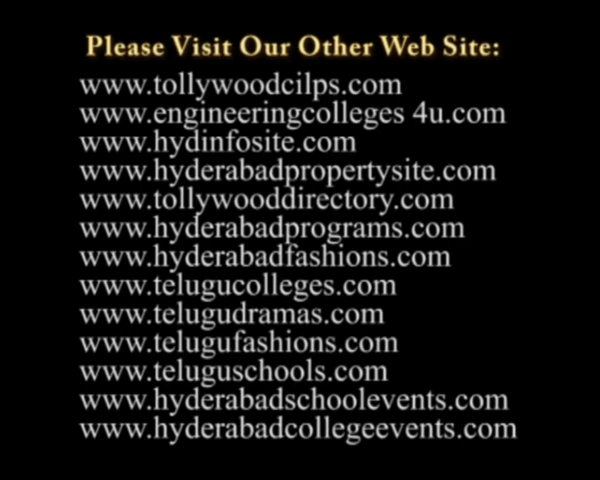 Please Visit Our Other Web Site:
www.tollywoodcilps.com
www.engineeringcolleges 4u.com
www.hydinfosite.com
www.hyderabadpropertysite.com
www.tollywooddirectory.com
www.hyderabadprograms.com
www.hyderabadfashions.com
www.telugucolleges.com
www.telugudramas.com
www.telugufashions.com
www.teluguschools.com
www.hyderabadschoolevents.com
www.hyderabadcollegeevents.com